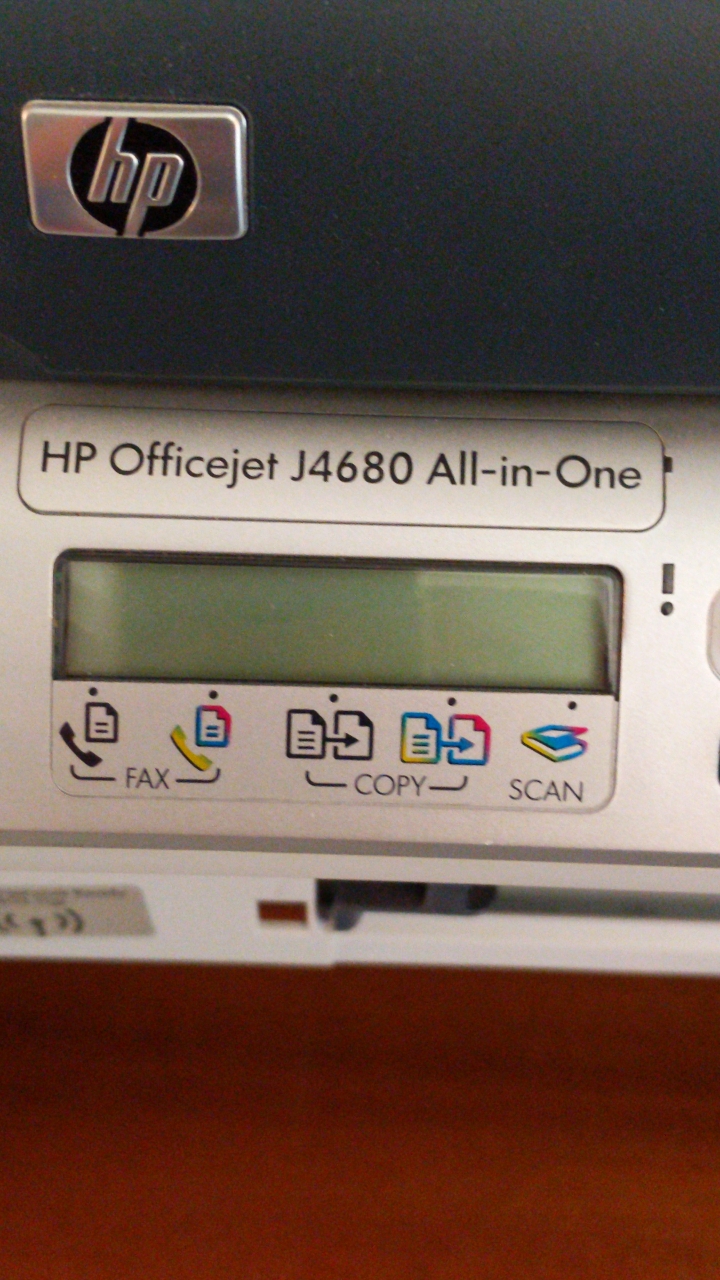 hp
HP Officejet J4680 All-in-One
!
FAX COPY SCAN